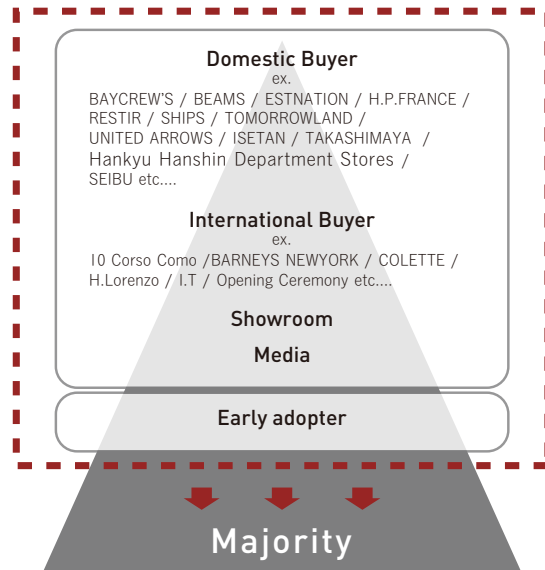 Domestic Buyer
ex.
BAYCREW'S / BEAMS / ESTNATION / H.P.FRANCE /
RESTIR / SHIPS / TOMORROWLAND /
UNITED ARROWS / ISETAN / TAKASHIMAYA /
Hankyu Hanshin Department Stores /
SEIBU etc....
International Buyer
ex.
10 Corso Como /BARNEYS NEWYORK / COLETTE /
H.Lorenzo / I.T / Opening Ceremony etc....
Showroom
Media
Early adopter
Majority